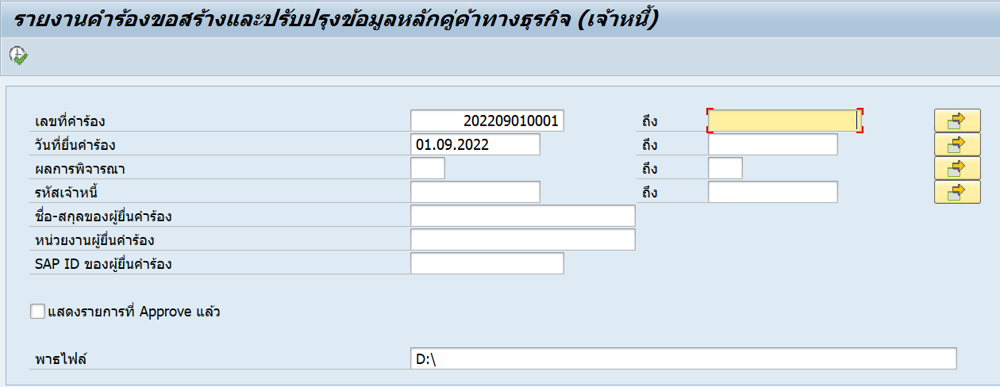 รายงานคำร้องขอสร้างและปรับปรุงข้อมูลหลักคู่ค้าทางธุรกิจ (เจ้าหนี้)
เลขที่คำร้อง 202209010001 ถึง
วันที่ยื่นคำร้อง 01.09.2022 ถึง
ผลการพิจารณา ถึง
รหัสเจ้าหนี้ ถึง
ชื่อ-สกุลของผู้ยื่นคำร้อง
หน่วยงานผู้ยื่นคำร้อง
SAP ID ของผู้ยื่นคำร้อง
แสดงรายการที่ Approve แล้ว
พาธไฟล์ D:\